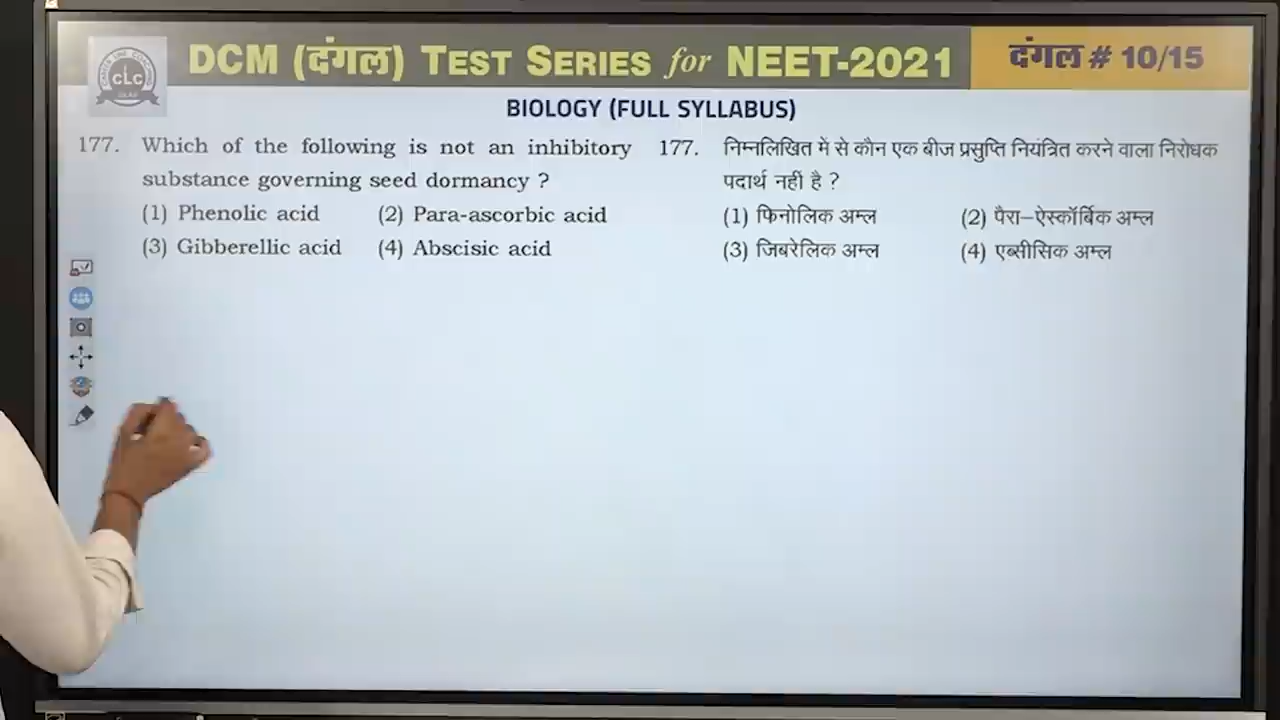 CLC
DCM (दंगल) TEST SERIES for NEET-2021
दंगल # 10/15
BIOLOGY (FULL SYLLABUS)
177. Which of the following is not an inhibitory
substance governing seed dormancy ?
(1) Phenolic acid (2) Para-ascorbic acid
(3) Gibberellic acid (4) Abscisic acid
177. निम्नलिखित में से कौन एक बीज प्रसुप्ति नियंत्रित करने वाला निरोधक
पदार्थ नहीं है ?
(1) फिनोलिक अम्ल (2) पैरा–ऐस्कॉर्बिक अम्ल
(3) जिबरेलिक अम्ल (4) एब्सीसिक अम्ल